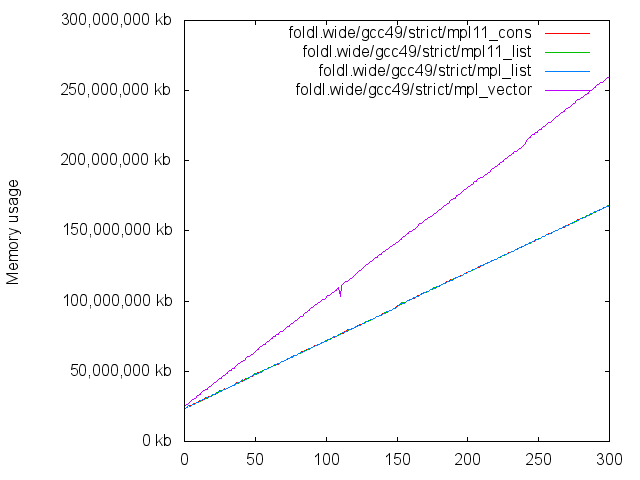 300,000,000 kb
foldl.wide/gcc49/strict/mpl11_cons
foldl.wide/gcc49/strict/mpl11_list
foldl.wide/gcc49/strict/mpl_list
foldl.wide/gcc49/strict/mpl_vector
250,000,000 kb
200,000,000 kb
150,000,000 kb
100,000,000 kb
50,000,000 kb
0 kb
Memory usage
0 50 100 150 200 250 300